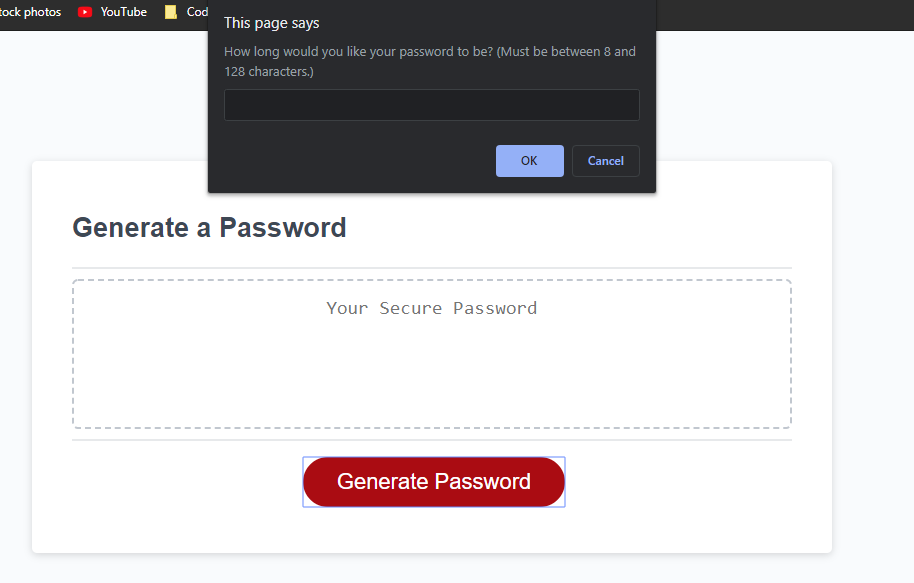 tock photos YouTube Cod
This page says
How long would you like your password to be? (Must be between 8 and
128 characters.)
OK Cancel
Generate a Password
Your Secure Password
Generate Password